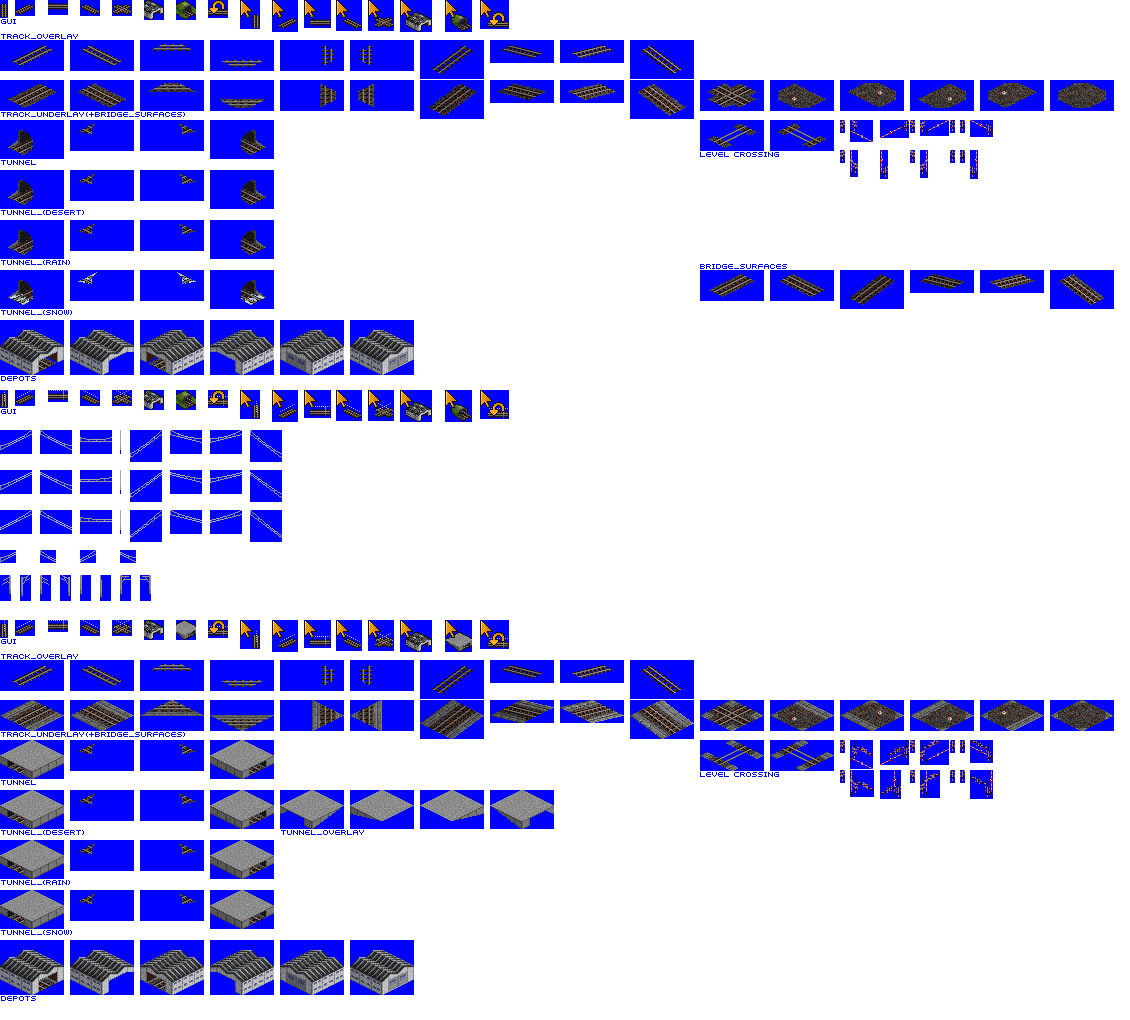 GUI
TRACK_OVERLAY
TRACK_UNDERLAY(+BRIDGE_SURFACES)
TUNNEL
LEVEL CROSSING
TUNNEL_(DESERT)
TUNNEL_(RAIN)
BRIDGE_SURFACES
TUNNEL_(SNOW)
DEPOTS
GUI
GUI
TRACK_OVERLAY
TRACK_UNDERLAY(+BRIDGE_SURFACES)
TUNNEL
LEVEL CROSSING
TUNNEL_(DESERT)
TUNNEL_OVERLAY
TUNNEL_(RAIN)
TUNNEL_(SNOW)
DEPOTS